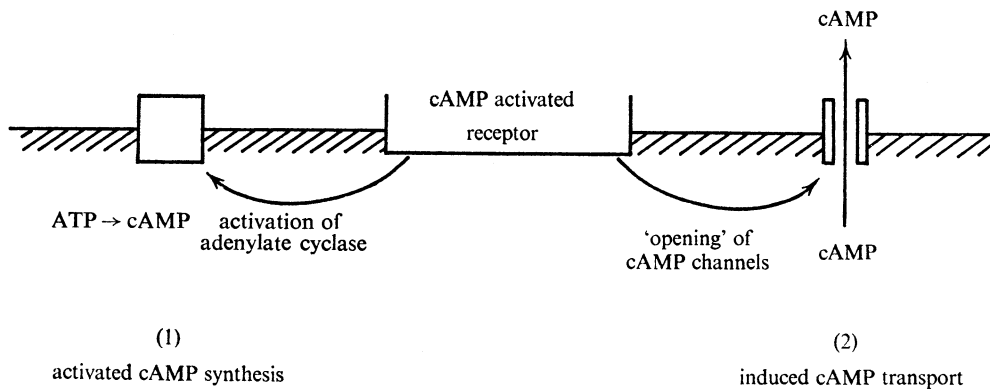 cAMP
cAMP activated
receptor
ATP → cAMP
activation of
adenylate cyclase
'opening' of
cAMP channels
cAMP
(1)
activated cAMP synthesis
(2)
induced cAMP transport